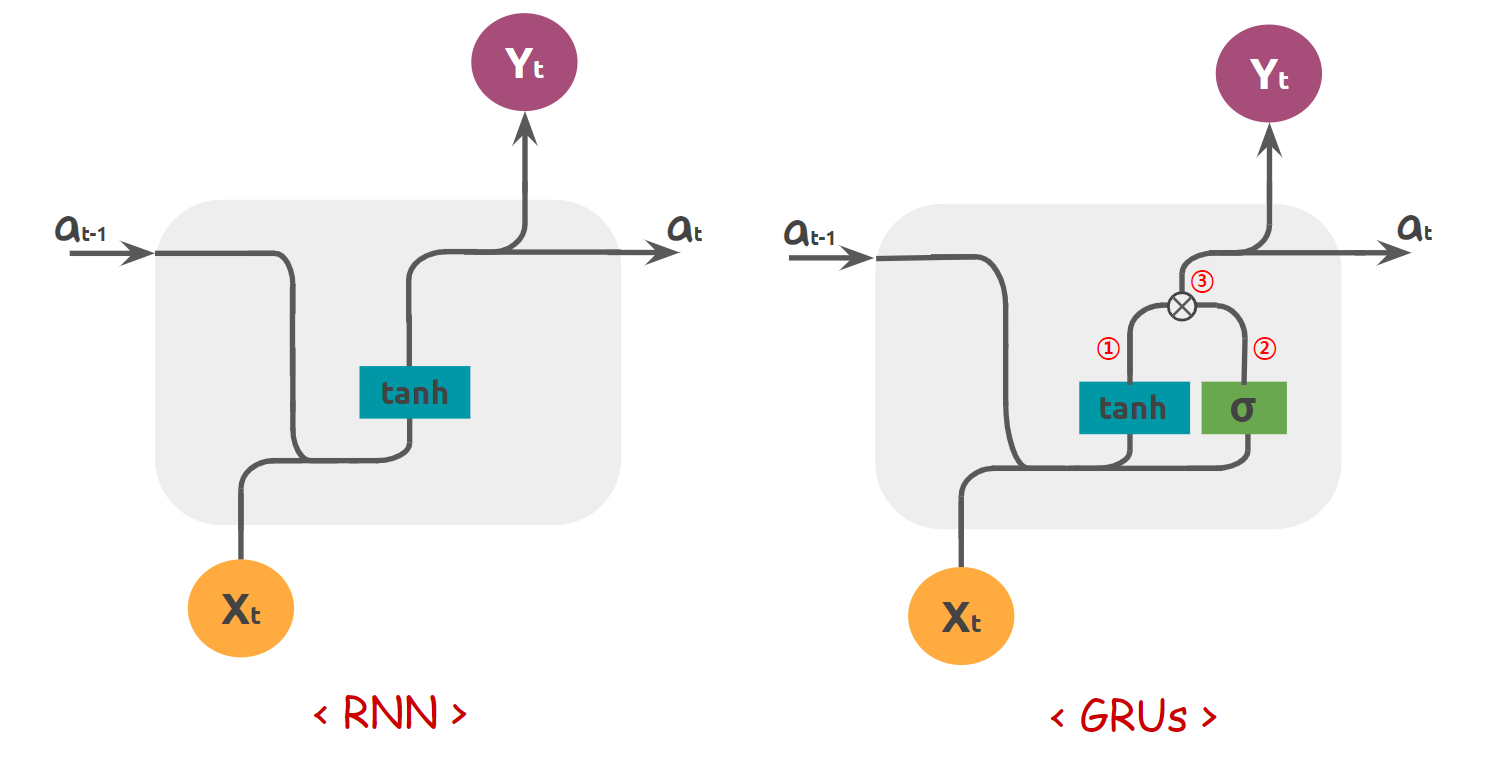 Yt
at-1
at
tanh
Xt
< RNN >
Yt
at-1
at
③
①
②
tanh
σ
Xt
< GRUs >